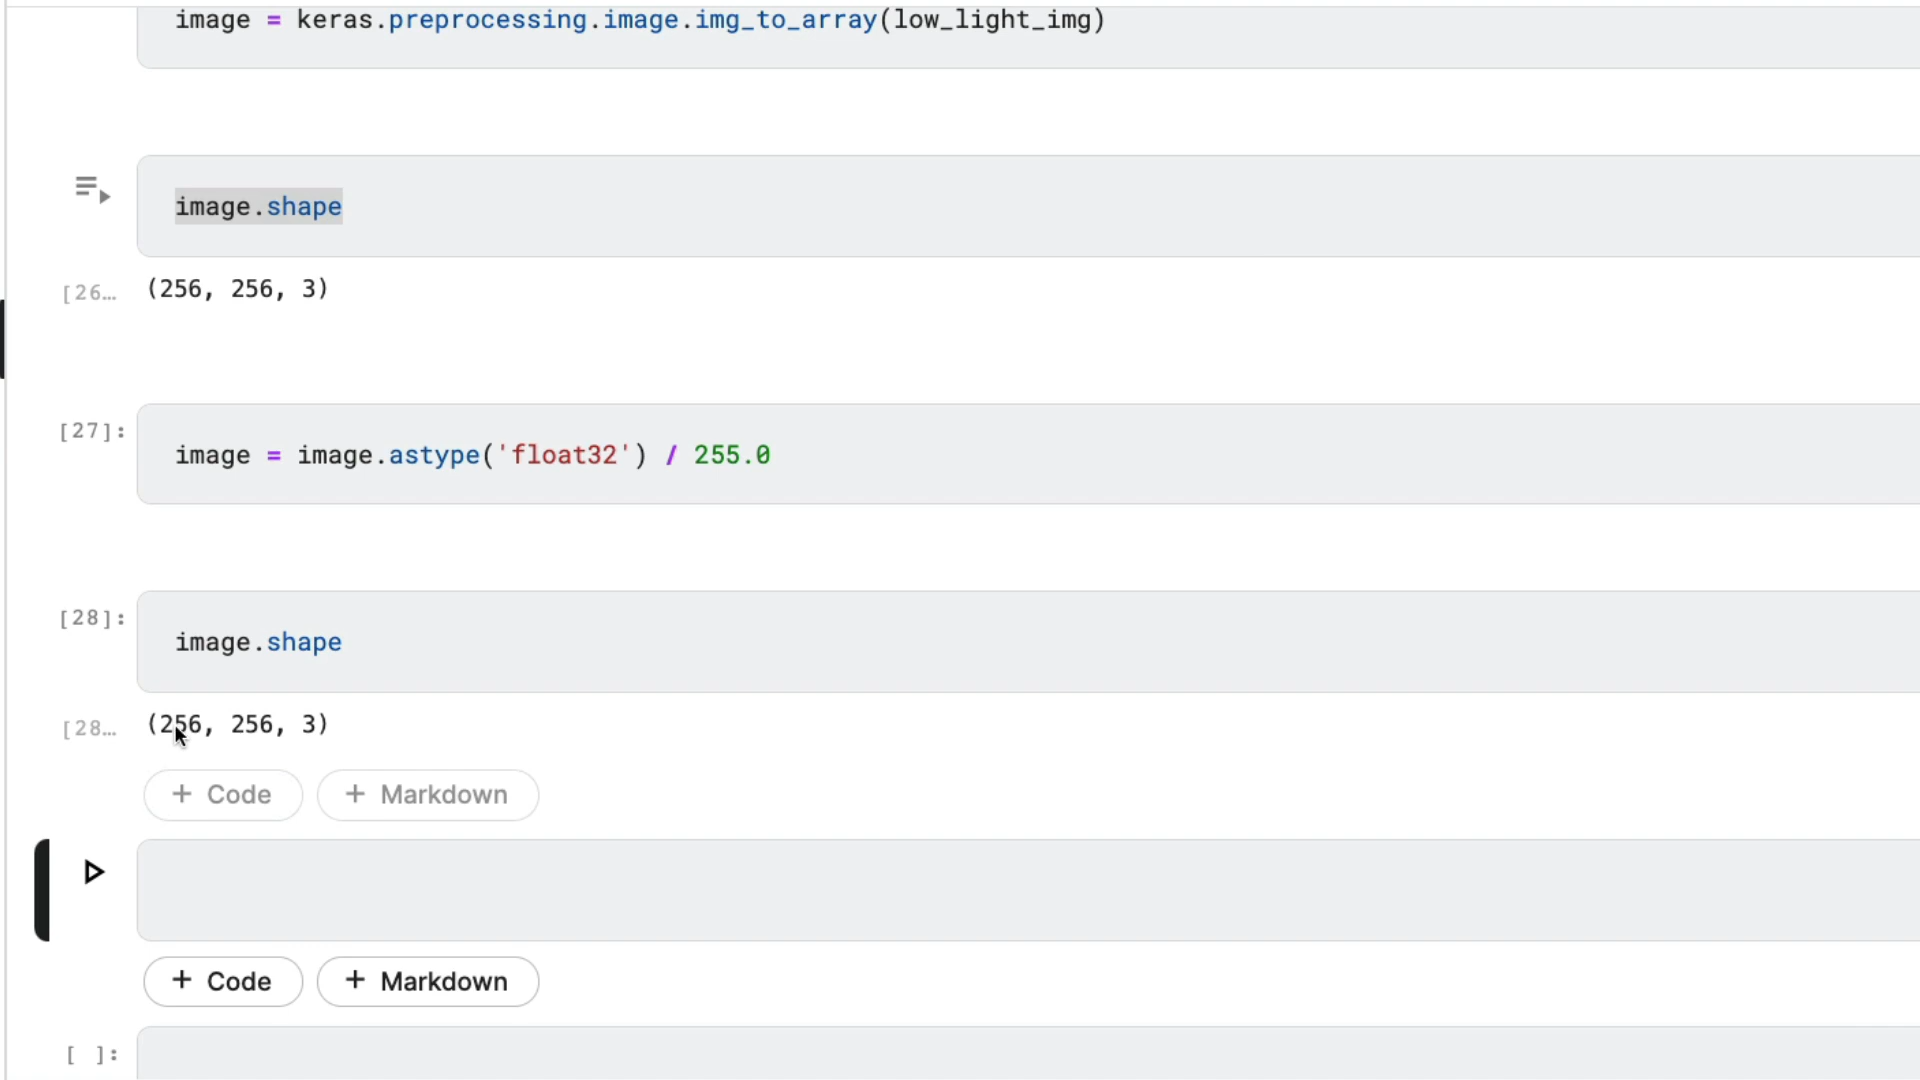 image = keras.preprocessing.image.img_to_array(low_light_img)
image.shape
[26… (256, 256, 3)
[27]: image = image.astype('float32') / 255.0
[28]: image.shape
[28… (256, 256, 3)
+ Code + Markdown
+ Code + Markdown
[ ]: